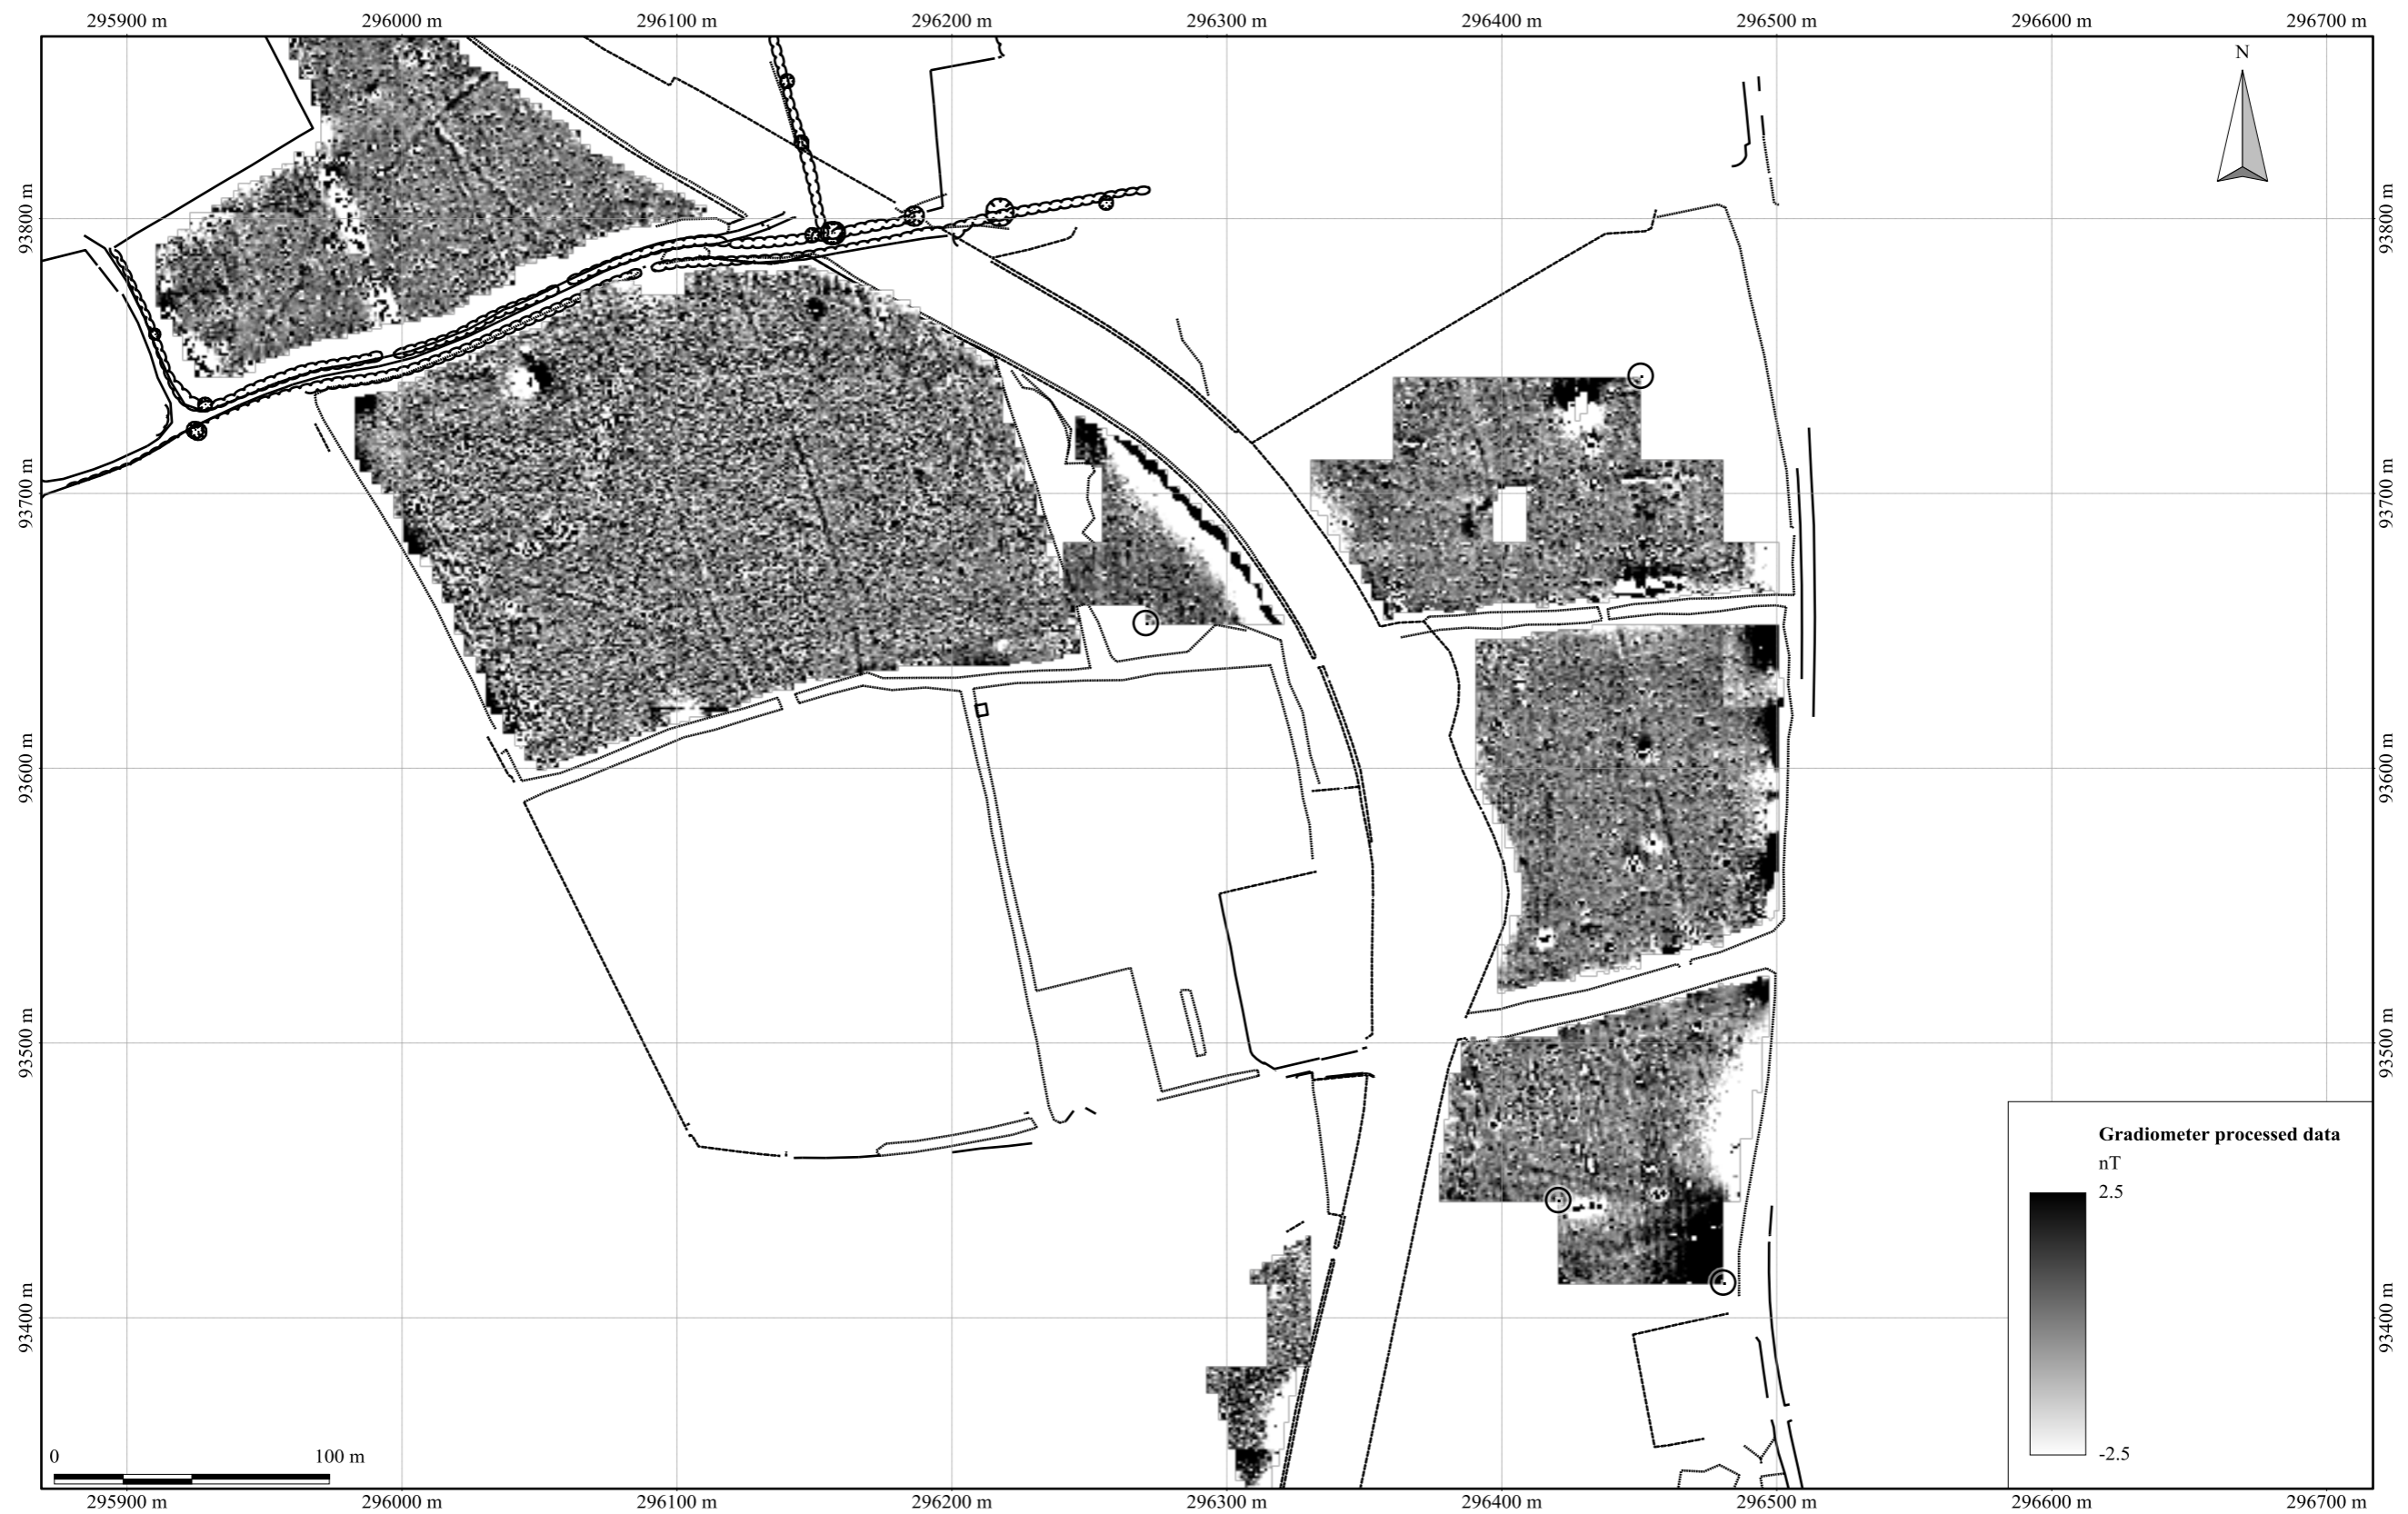 295900 m 296000 m 296100 m 296200 m 296300 m 296400 m 296500 m 296600 m 296700 m
N
93800 m 93800 m
93700 m 93700 m
93600 m 93600 m
93500 m 93500 m
Gradiometer processed data
nT
2.5
-2.5
93400 m 93400 m
0 100 m
295900 m 296000 m 296100 m 296200 m 296300 m 296400 m 296500 m 296600 m 296700 m